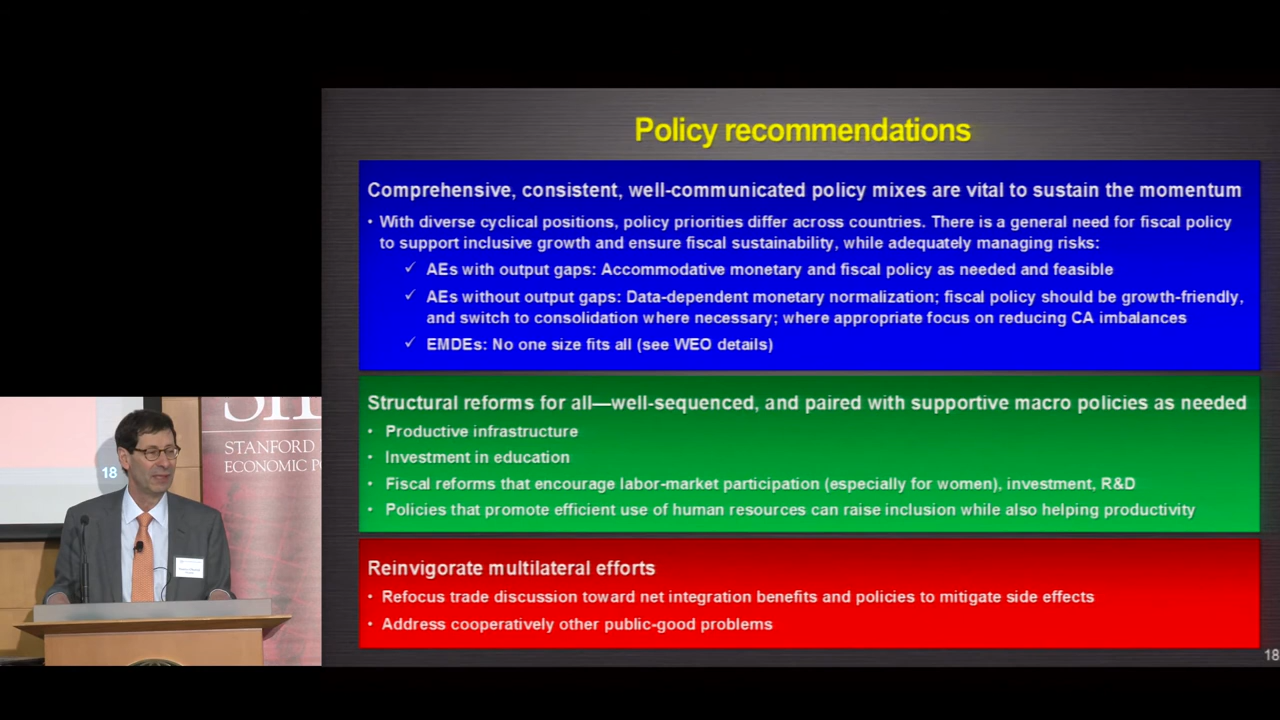 Policy recommendations
Comprehensive, consistent, well-communicated policy mixes are vital to sustain the momentum
• With diverse cyclical positions, policy priorities differ across countries. There is a general need for fiscal policy
to support inclusive growth and ensure fiscal sustainability, while adequately managing risks:
✓ AEs with output gaps: Accommodative monetary and fiscal policy as needed and feasible
✓ AEs without output gaps: Data-dependent monetary normalization; fiscal policy should be growth-friendly,
and switch to consolidation where necessary; where appropriate focus on reducing CA imbalances
✓ EMDEs: No one size fits all (see WEO details)
Structural reforms for all—well-sequenced, and paired with supportive macro policies as needed
• Productive infrastructure
• Investment in education
• Fiscal reforms that encourage labor-market participation (especially for women), investment, R&D
• Policies that promote efficient use of human resources can raise inclusion while also helping productivity
Reinvigorate multilateral efforts
• Refocus trade discussion toward net integration benefits and policies to mitigate side effects
• Address cooperatively other public-good problems
18
STANFORD
ECONOMIC
18